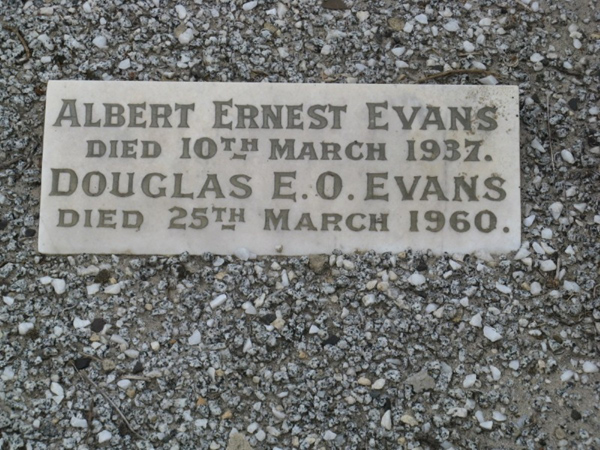 ALBERT ERNEST EVANS
DIED 10TH MARCH 1937.
DOUGLAS E.O. EVANS
DIED 25TH MARCH 1960.